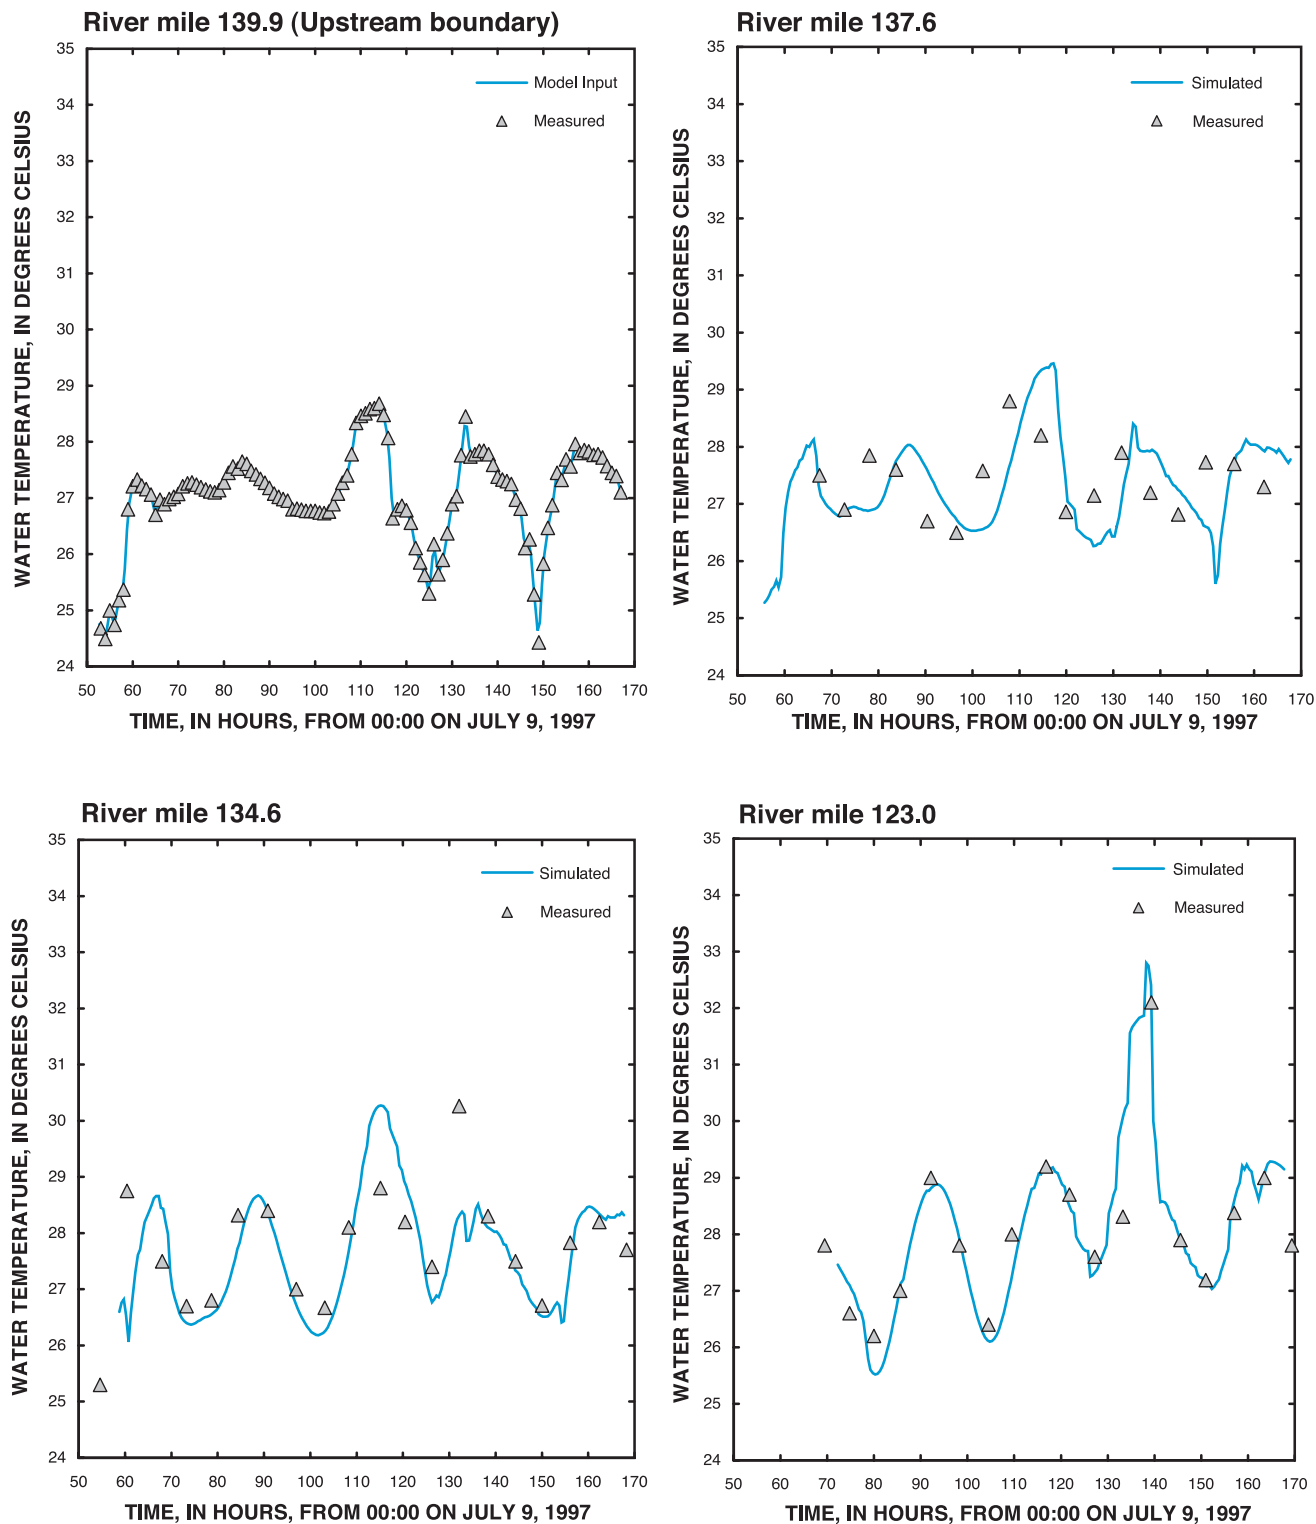 River mile 139.9 (Upstream boundary)
35
34
33
32
31
30
29
28
27
26
25
24
WATER TEMPERATURE, IN DEGREES CELSIUS
Model Input
Measured
50 60 70 80 90 100 110 120 130 140 150 160 170
TIME, IN HOURS, FROM 00:00 ON JULY 9, 1997
River mile 137.6
35
34
33
32
31
30
29
28
27
26
25
24
WATER TEMPERATURE, IN DEGREES CELSIUS
Simulated
Measured
50 60 70 80 90 100 110 120 130 140 150 160 170
TIME, IN HOURS, FROM 00:00 ON JULY 9, 1997
River mile 134.6
35
34
33
32
31
30
29
28
27
26
25
24
WATER TEMPERATURE, IN DEGREES CELSIUS
Simulated
Measured
50 60 70 80 90 100 110 120 130 140 150 160 170
TIME, IN HOURS, FROM 00:00 ON JULY 9, 1997
River mile 123.0
35
34
33
32
31
30
29
28
27
26
25
24
WATER TEMPERATURE, IN DEGREES CELSIUS
Simulated
Measured
50 60 70 80 90 100 110 120 130 140 150 160 170
TIME, IN HOURS, FROM 00:00 ON JULY 9, 1997